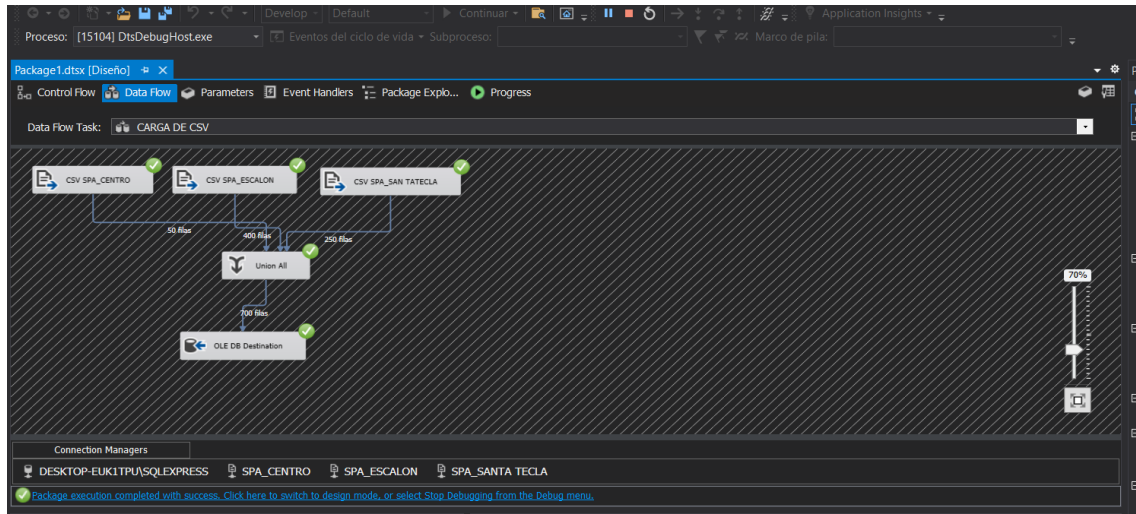 Develop Default Continuar Application Insights
Proceso: [15104] DtsDebugHost.exe Eventos del ciclo de vida Subproceso: Marco de pila:
Package1.dtsx [Diseño]
Control Flow Data Flow Parameters Event Handlers Package Explo... Progress
Data Flow Task: CARGA DE CSV
CSV SPA_CENTRO CSV SPA_ESCALON CSV SPA_SAN TATECLA
50 filas 400 filas 250 filas
Union All
70%
700 filas
OLE DB Destination
Connection Managers
DESKTOP-EUK1TPU\SQLEXPRESS SPA_CENTRO SPA_ESCALON SPA_SANTA TECLA
Package execution completed with success. Click here to switch to design mode, or select Stop Debugging from the Debug menu.